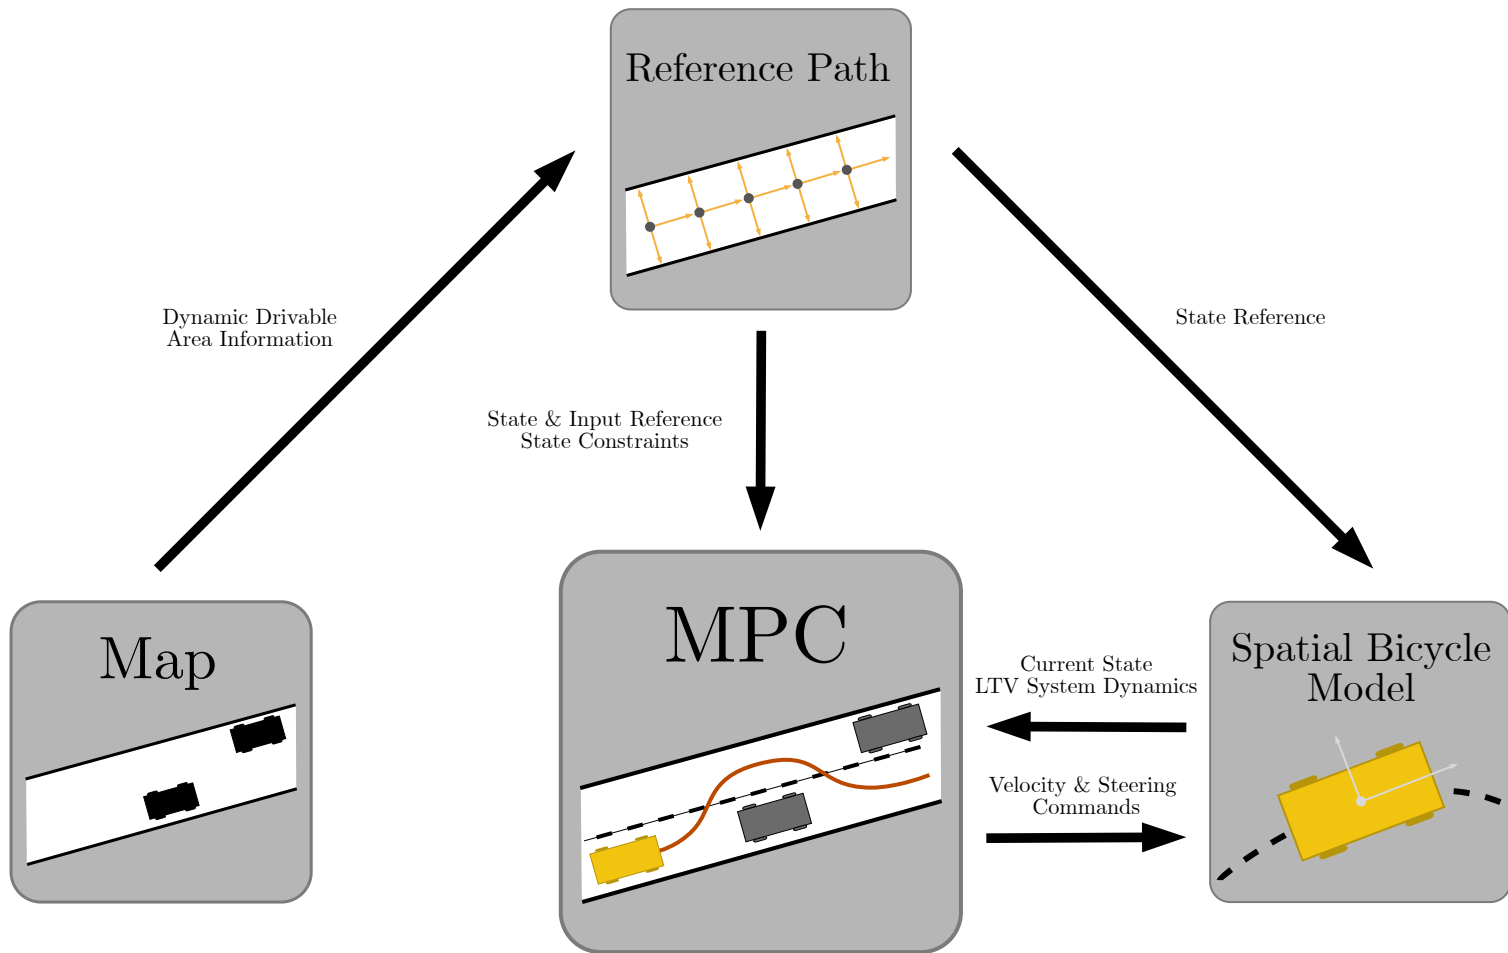 Reference Path
Dynamic Drivable
Area Information
State Reference
State & Input Reference
State Constraints
Map
MPC
Current State
LTV System Dynamics
Velocity & Steering
Commands
Spatial Bicycle
Model